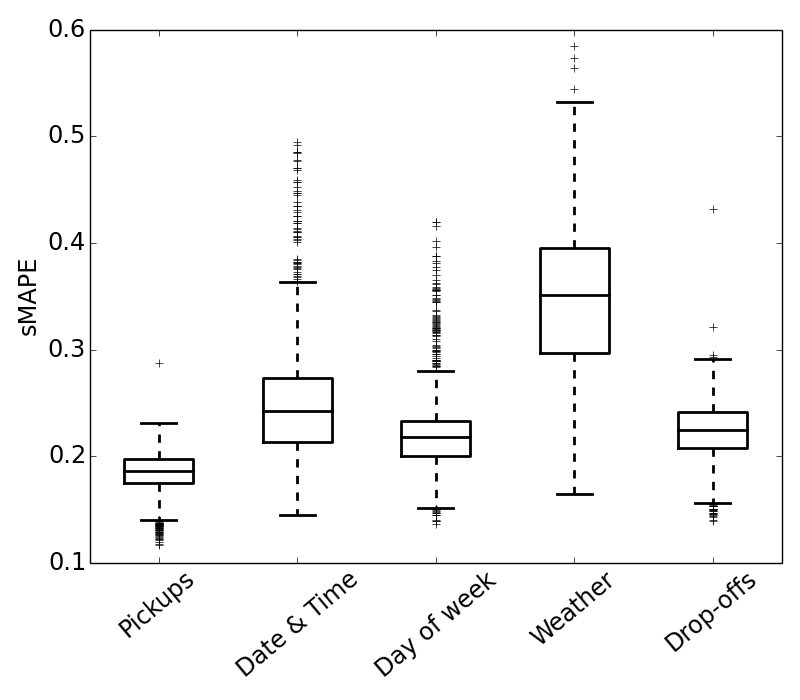 0.6
0.5
0.4
0.3
0.2
0.1
sMAPE
Pickups
Date & Time
Day of week
Weather
Drop-offs